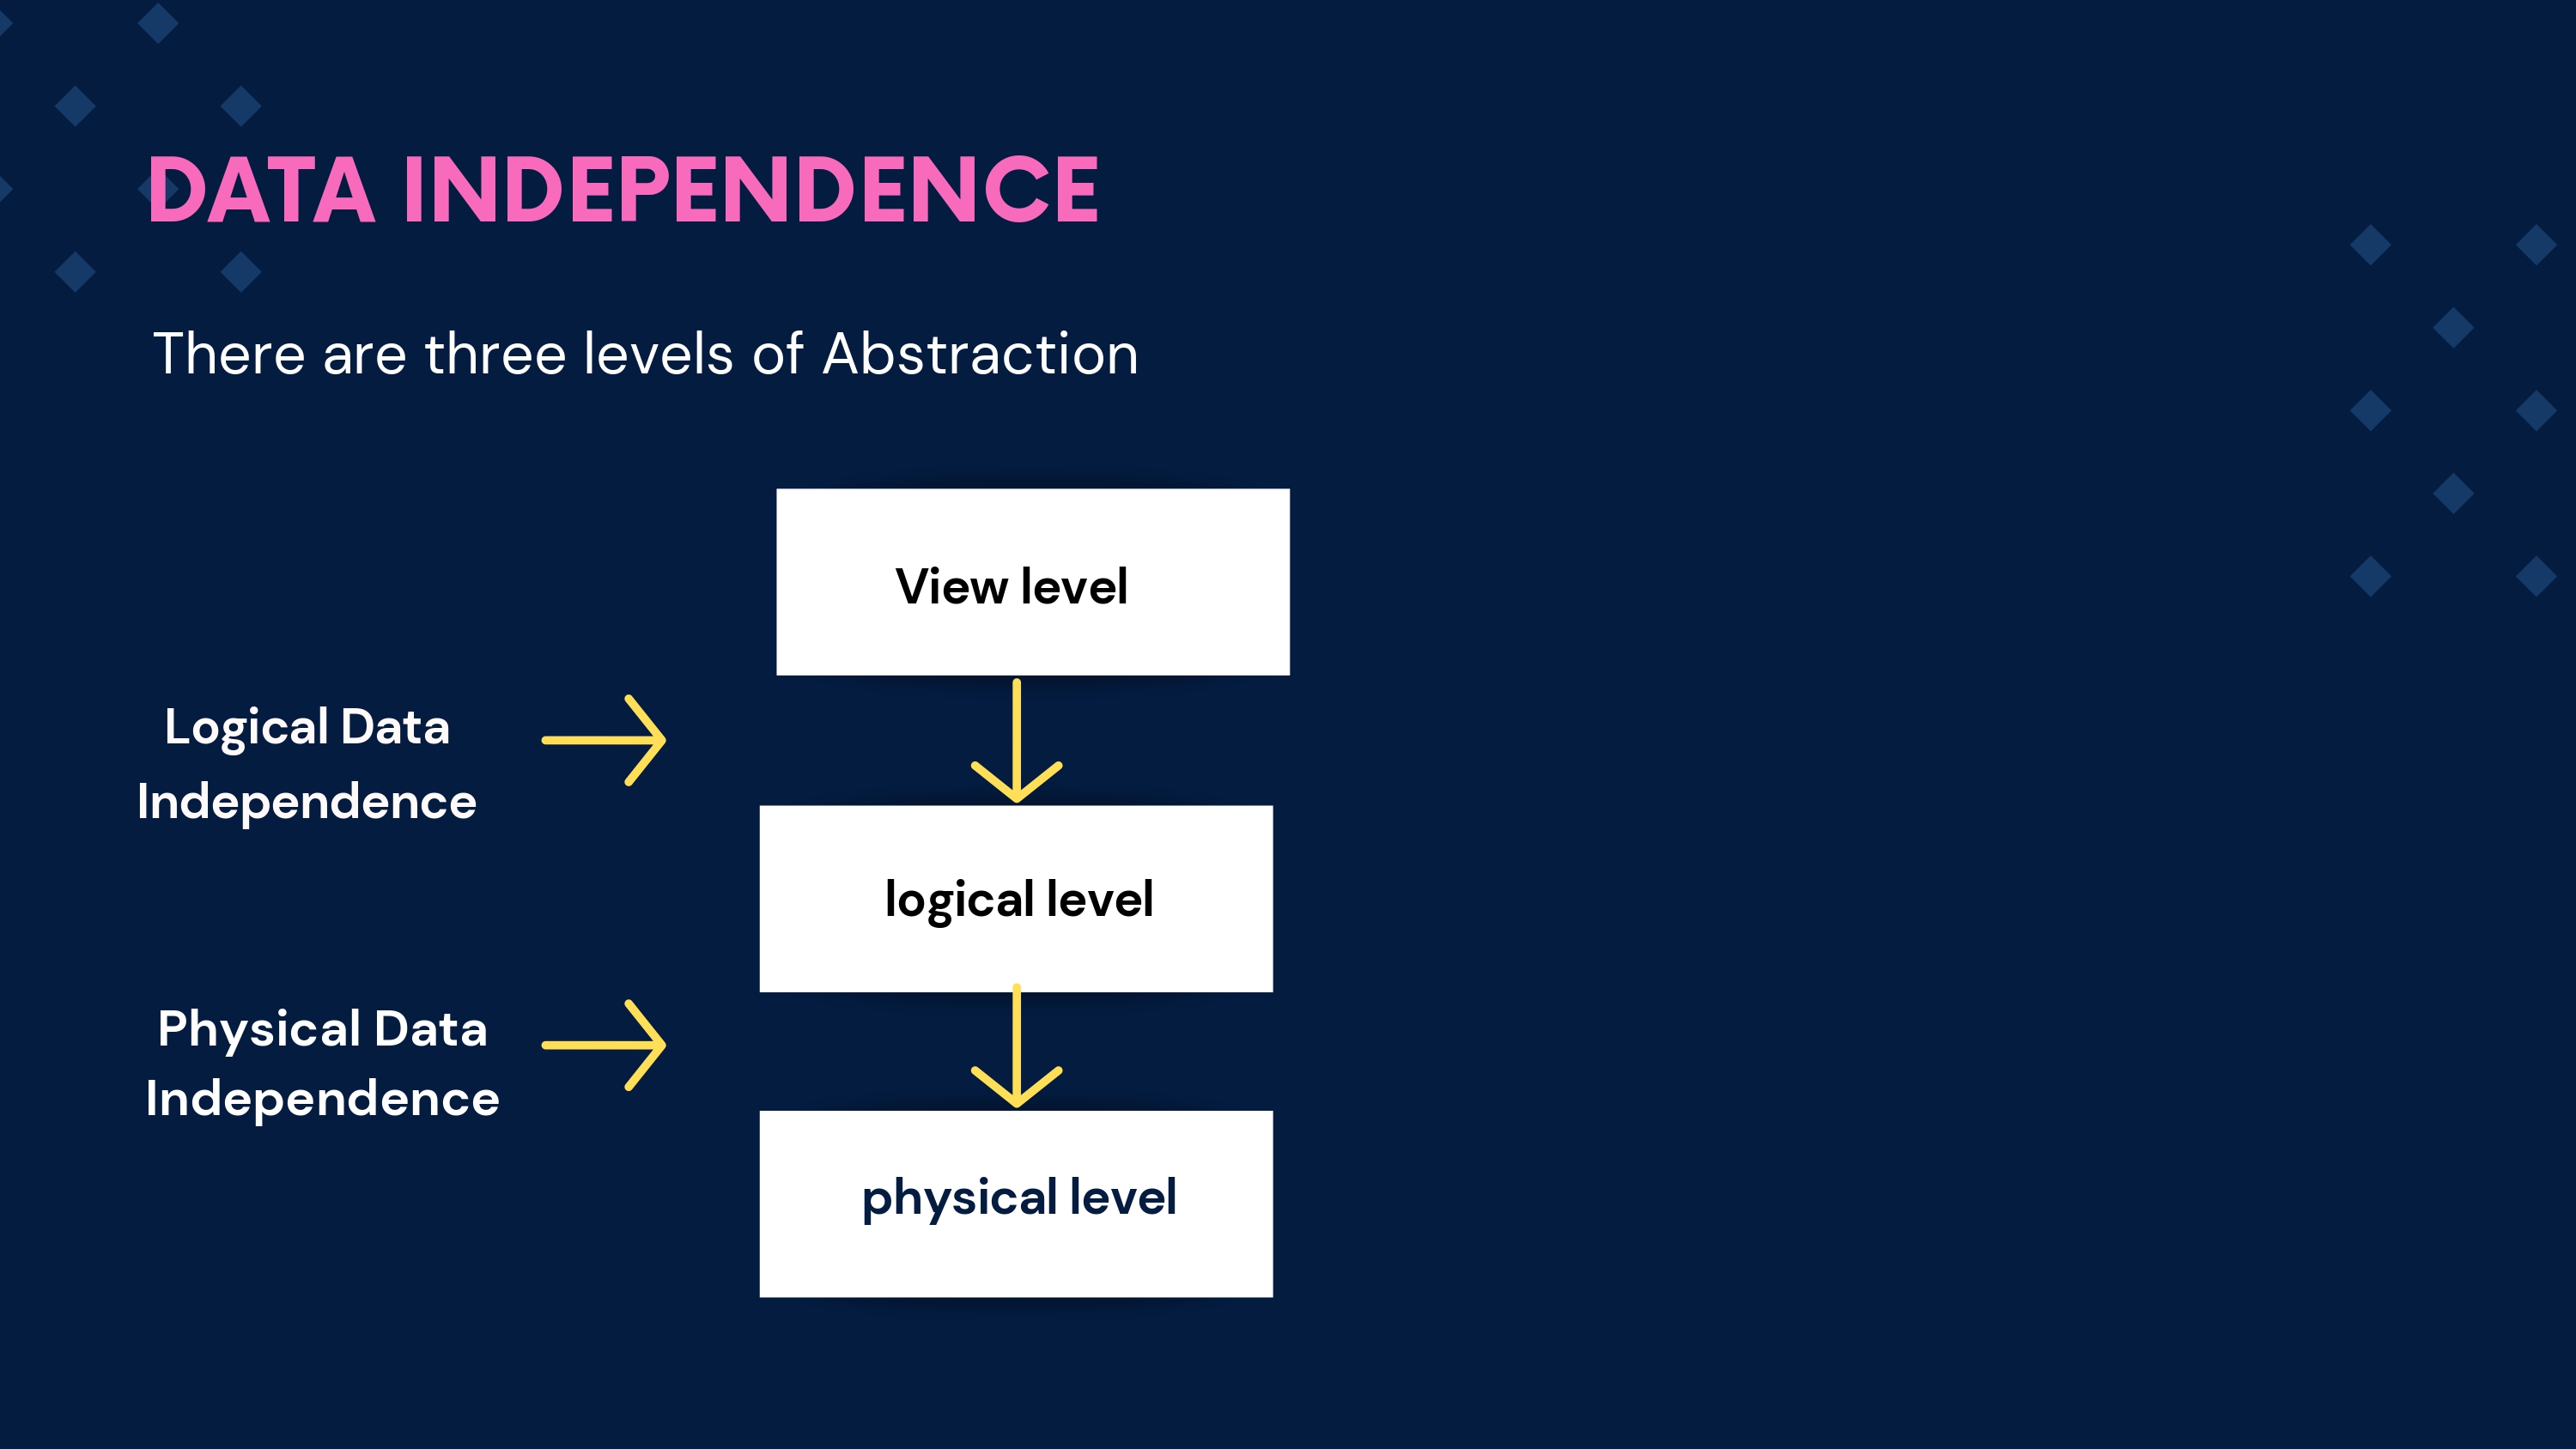 DATA INDEPENDENCE
There are three levels of Abstraction
View level
Logical Data
Independence
logical level
Physical Data
Independence
physical level